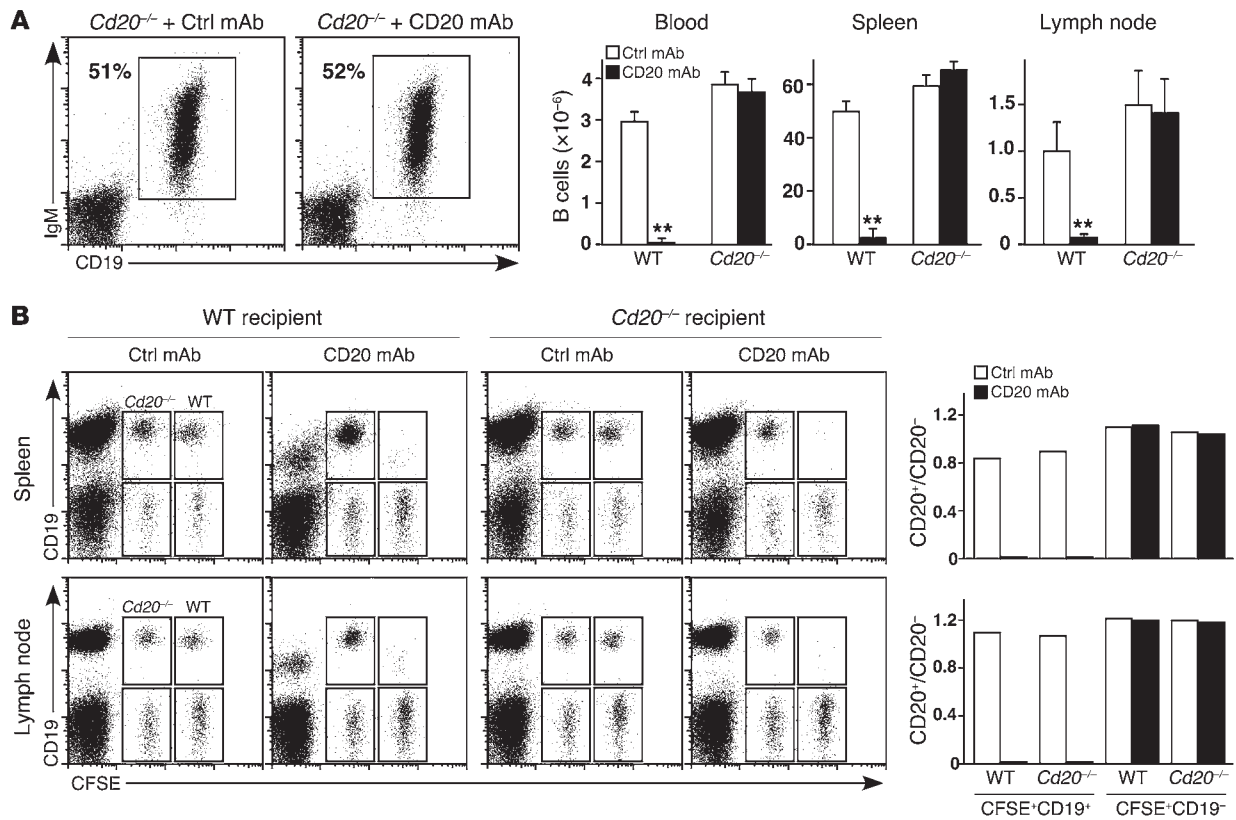 A
Cd20–/– + Ctrl mAb
Cd20–/– + CD20 mAb
51%
52%
IgM
CD19
Blood
Spleen
Lymph node
Ctrl mAb
CD20 mAb
B cells (×10–6)
4
3
2
1
0
**
WT
Cd20–/–
60
40
20
0
**
WT
Cd20–/–
1.5
1.0
0.5
0
**
WT
Cd20–/–
B
WT recipient
Cd20–/– recipient
Ctrl mAb
CD20 mAb
Ctrl mAb
CD20 mAb
Spleen
CD19
Cd20–/–
WT
Lymph node
CD19
Cd20–/–
WT
CFSE
Ctrl mAb
CD20 mAb
CD20+/CD20–
1.2
0.8
0.4
0
CD20+/CD20–
1.2
0.8
0.4
0
WT
Cd20–/–
WT
Cd20–/–
CFSE+CD19+
CFSE+CD19–